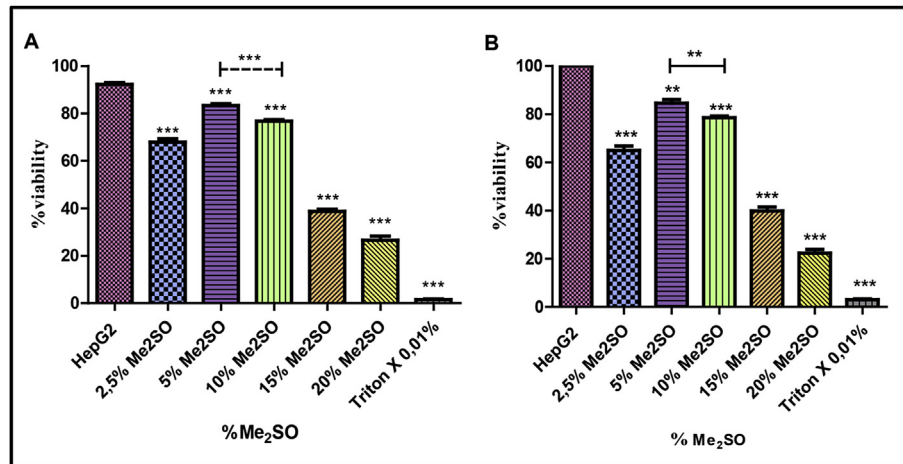 A
***
100
80
60
40
20
0
%viability
***
***
***
***
***
***
HepG2
2,5% Me2SO
5% Me2SO
10% Me2SO
15% Me2SO
20% Me2SO
Triton X 0,01%
%Me₂SO
B
**
100
80
60
40
20
0
%viability
***
**
***
***
***
***
HepG2
2,5% Me2SO
5% Me2SO
10% Me2SO
15% Me2SO
20% Me2SO
Triton X 0,01%
% Me₂SO